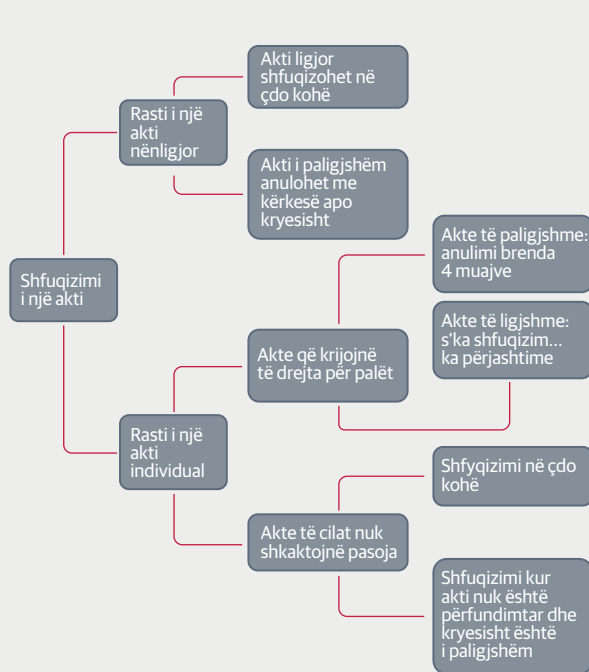 Akti ligjor
shfuqizohet në
çdo kohë
Rasti i një
akti
nënligjor
Akti i paligjshëm
anulohet me
kërkesë apo
kryesisht
Akte të paligjshme:
anulimi brenda
4 muajve
Shfuqizimi
i një akti
Akte të ligjshme:
s'ka shfuqizim...
ka përjashtime
Akte që krijojnë
të drejta për palët
Rasti i një
akti
individual
Shfyqizimi në çdo
kohë
Akte të cilat nuk
shkaktojnë pasoja
Shfuqizimi kur
akti nuk është
përfundimtar dhe
kryesisht është
i paligjshëm